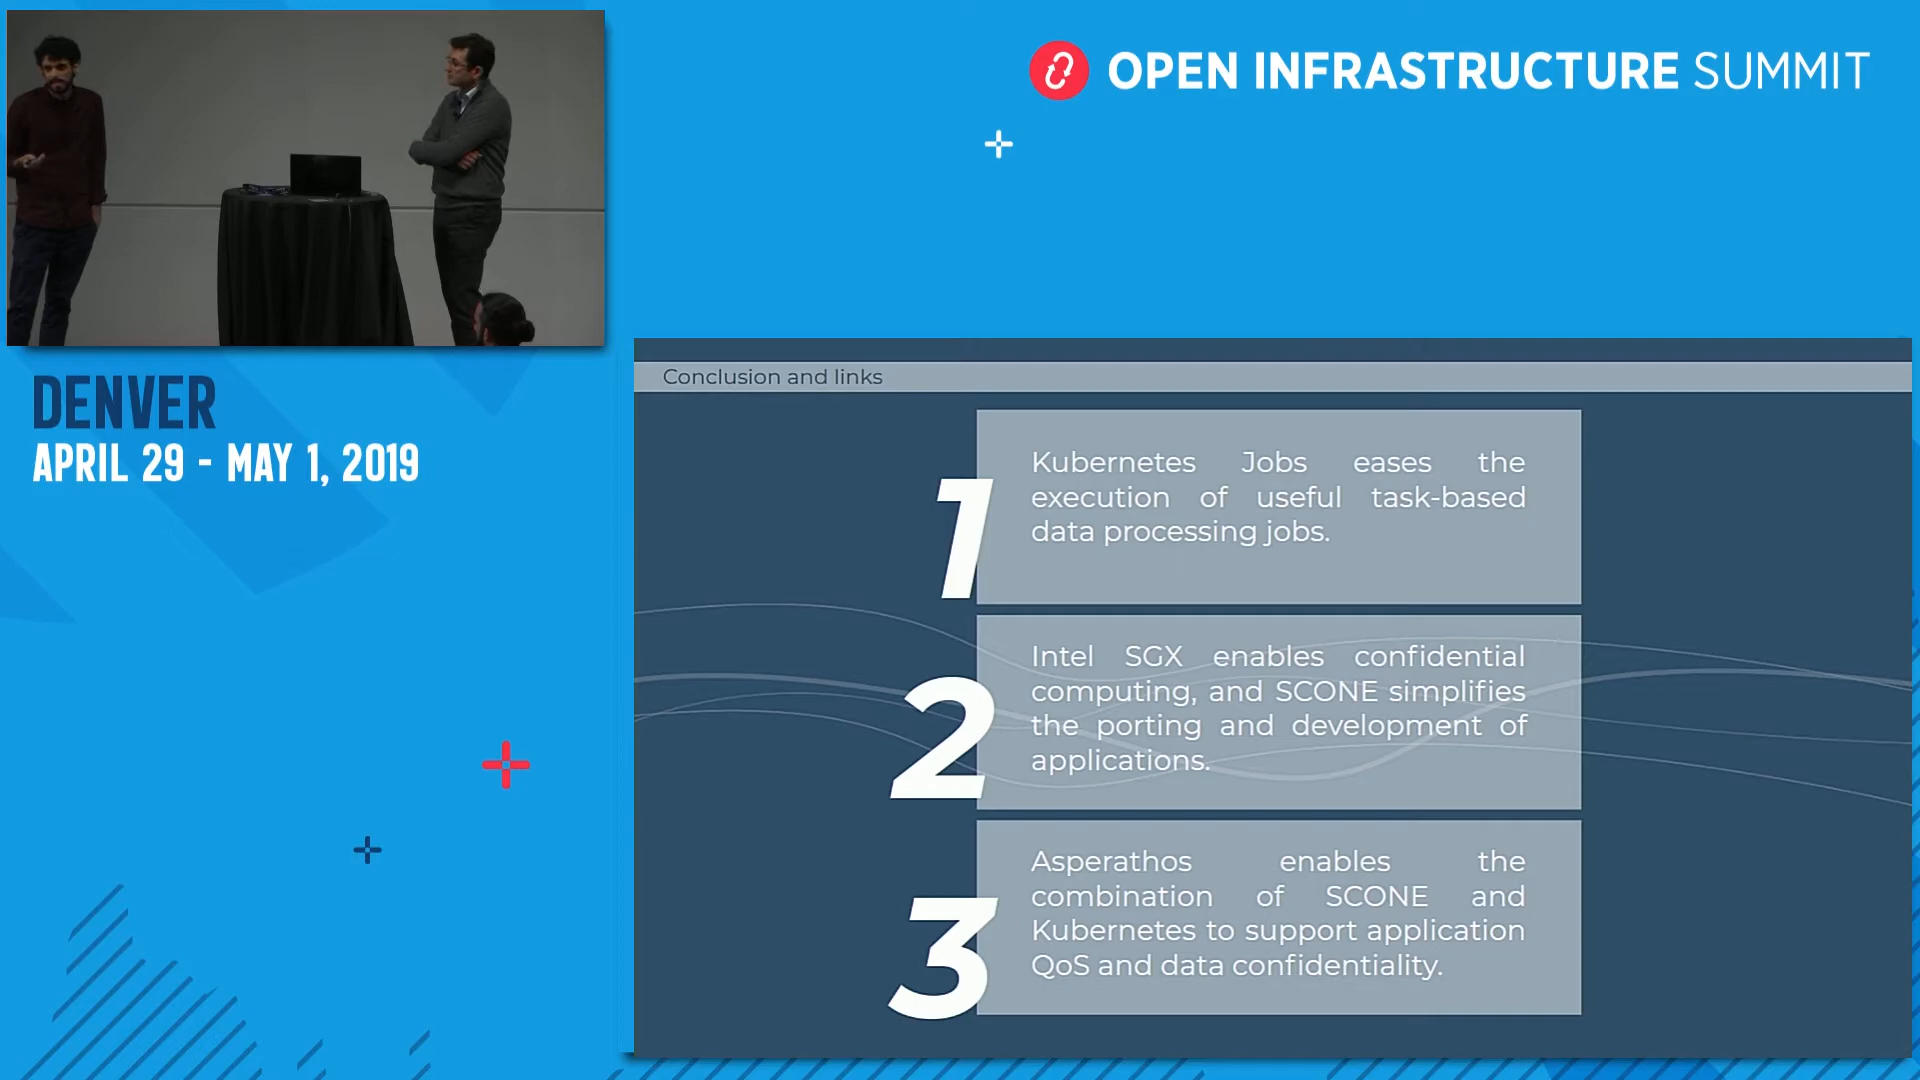 OPEN INFRASTRUCTURE SUMMIT
DENVER
APRIL 29 - MAY 1, 2019
Conclusion and links
1
Kubernetes Jobs eases the
execution of useful task-based
data processing jobs.
2
Intel SGX enables confidential
computing, and SCONE simplifies
the porting and development of
applications.
3
Asperathos enables the
combination of SCONE and
Kubernetes to support application
QoS and data confidentiality.